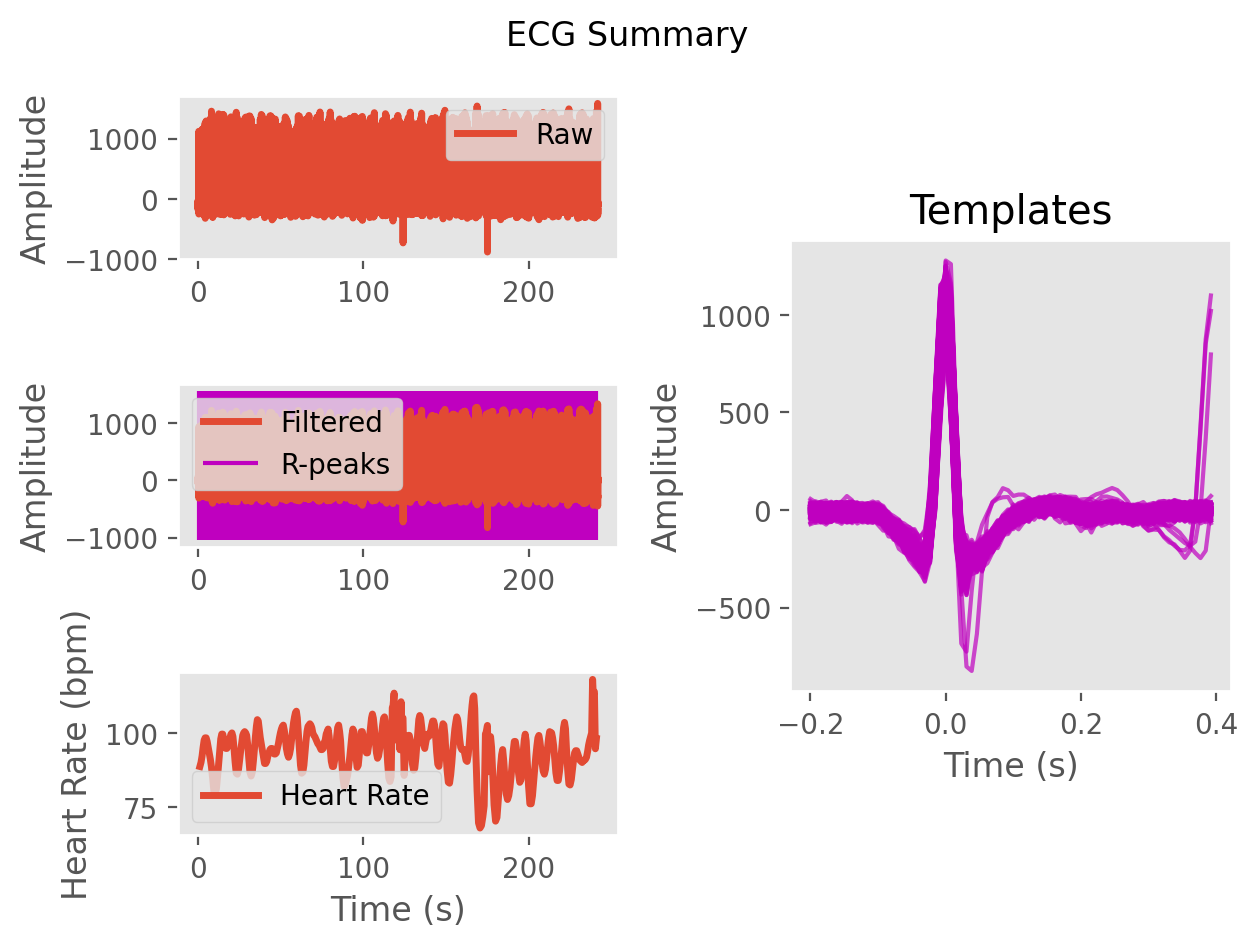 ECG Summary
Amplitude
1000
0
−1000
Raw
0
100
200
Amplitude
1000
0
−1000
Filtered
R-peaks
0
100
200
Heart Rate (bpm)
100
75
Heart Rate
0
100
200
Time (s)
Templates
Amplitude
1000
500
0
−500
−0.2
0.0
0.2
0.4
Time (s)